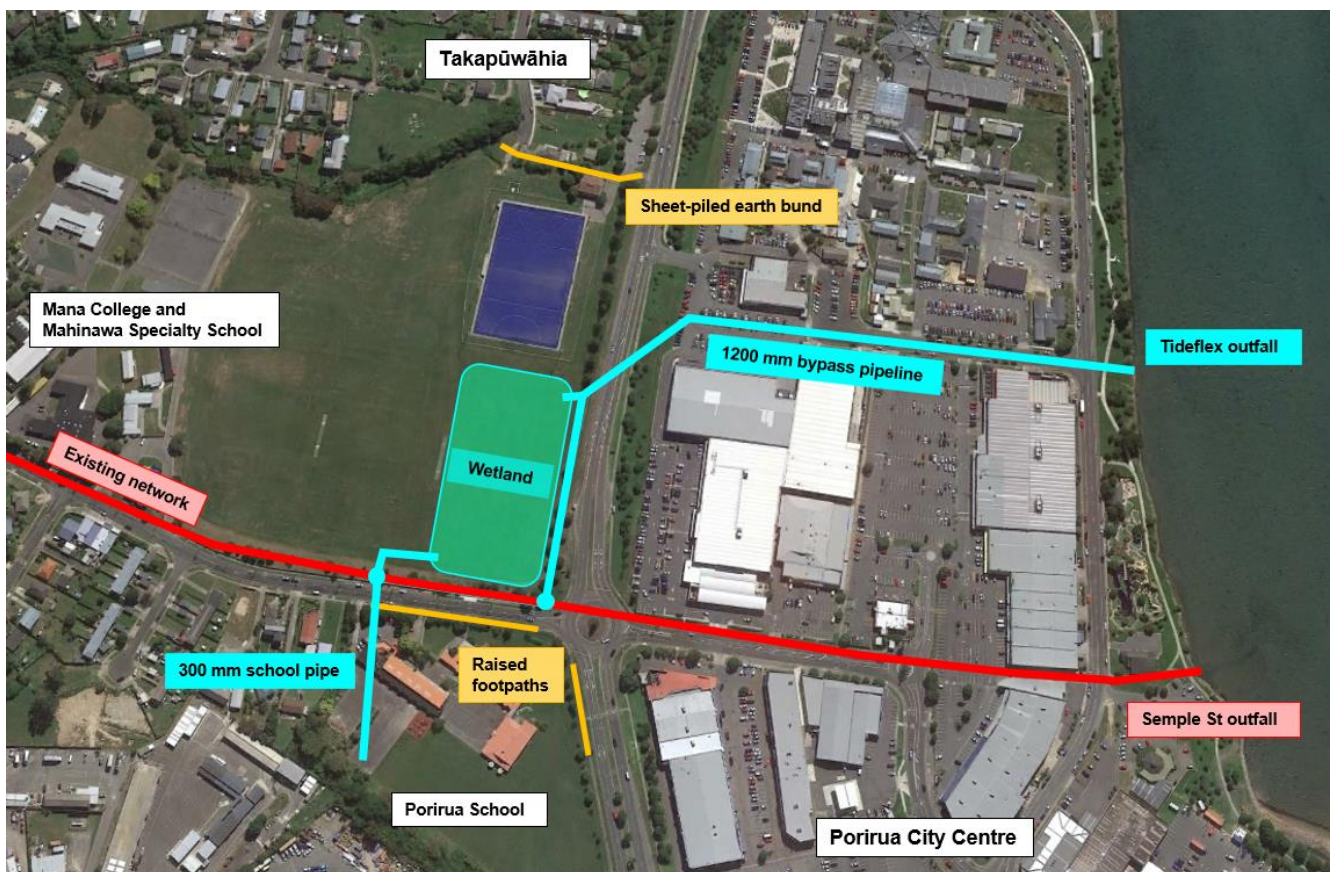 Takapūwāhia
Sheet-piled earth bund
Mana College and
Mahinawa Specialty School
Tideflex outfall
1200 mm bypass pipeline
Existing network
Wetland
300 mm school pipe
Raised
footpaths
Semple St outfall
Porirua School
Porirua City Centre